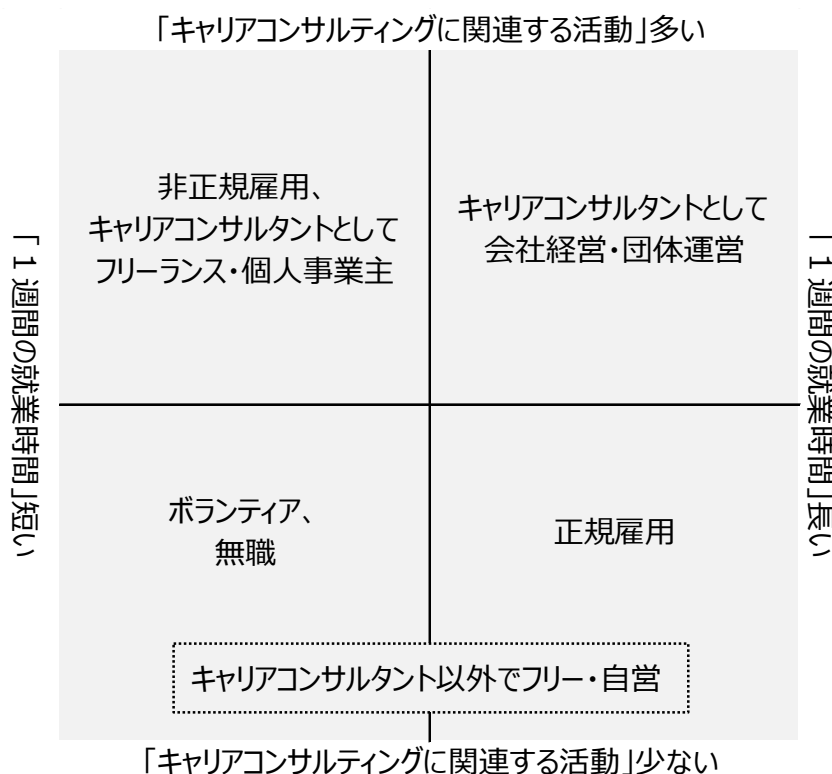 「キャリアコンサルティングに関連する活動」多い
非正規雇用、
キャリアコンサルタントとして
フリーランス・個人事業主
キャリアコンサルタントとして
会社経営・団体運営
「1週間の就業時間」短い
「1週間の就業時間」長い
ボランティア、
無職
正規雇用
キャリアコンサルタント以外でフリー・自営
「キャリアコンサルティングに関連する活動」少ない